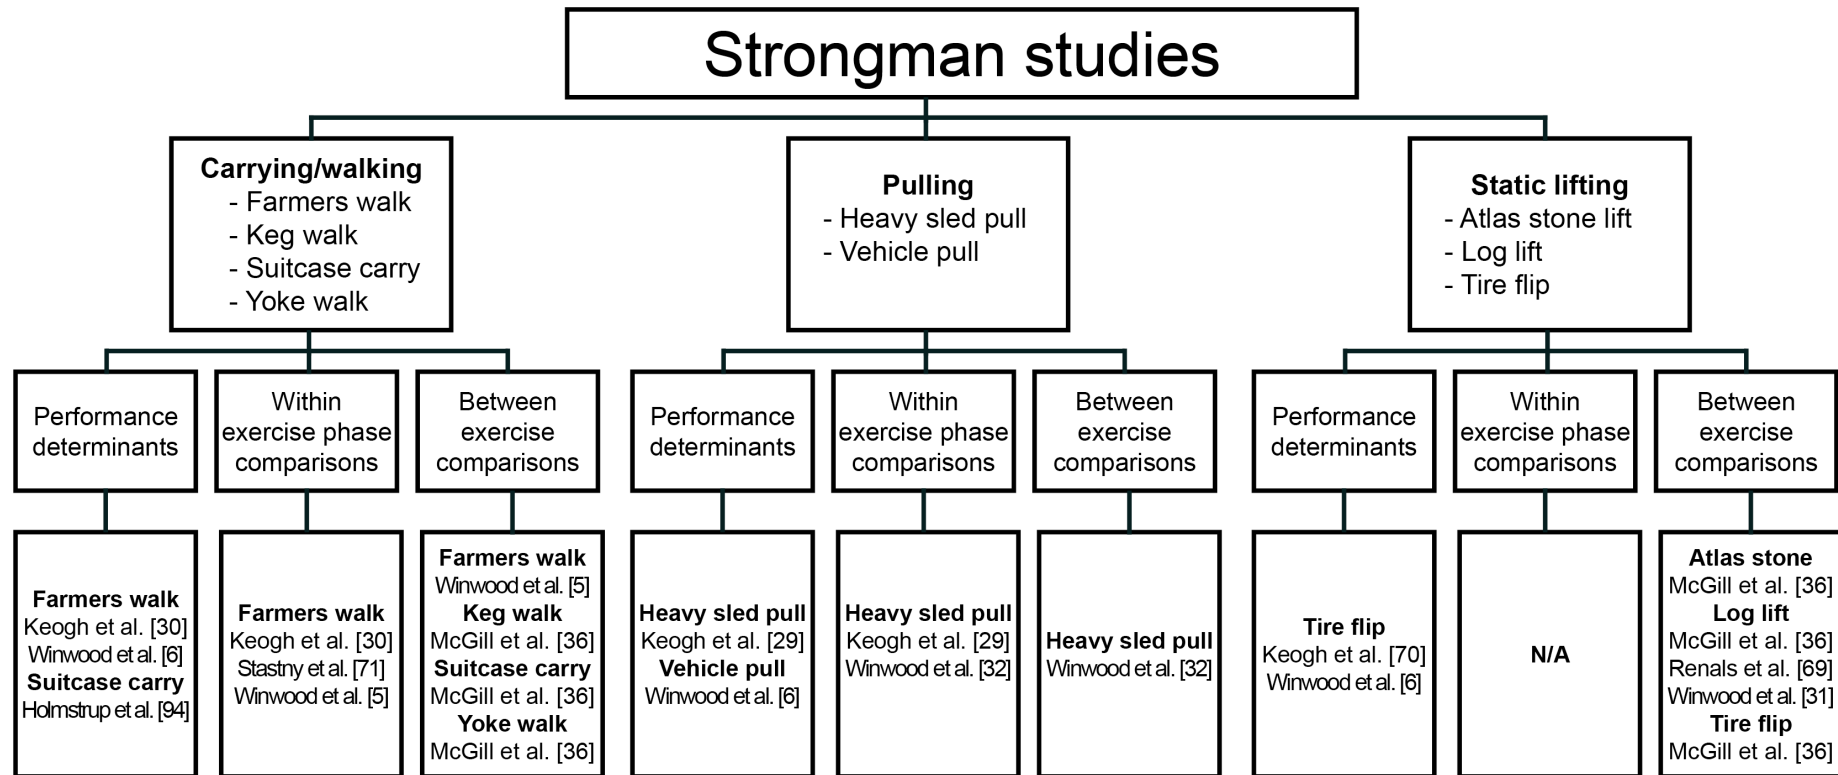 Strongman studies
Carrying/walking
- Farmers walk
- Keg walk
- Suitcase carry
- Yoke walk
Pulling
- Heavy sled pull
- Vehicle pull
Static lifting
- Atlas stone lift
- Log lift
- Tire flip
Performance
determinants
Within
exercise phase
comparisons
Between
exercise
comparisons
Performance
determinants
Within
exercise phase
comparisons
Between
exercise
comparisons
Performance
determinants
Within
exercise phase
comparisons
Between
exercise
comparisons
Farmers walk
Keogh et al. [30]
Winwood et al. [6]
Suitcase carry
Holmstrup et al. [94]
Farmers walk
Keogh et al. [30]
Stastny et al. [71]
Winwood et al. [5]
Farmers walk
Winwood et al. [5]
Keg walk
McGill et al. [36]
Suitcase carry
McGill et al. [36]
Yoke walk
McGill et al. [36]
Heavy sled pull
Keogh et al. [29]
Vehicle pull
Winwood et al. [6]
Heavy sled pull
Keogh et al. [29]
Winwood et al. [32]
Heavy sled pull
Winwood et al. [32]
Tire flip
Keogh et al. [70]
Winwood et al. [6]
N/A
Atlas stone
McGill et al. [36]
Log lift
McGill et al. [36]
Renals et al. [69]
Winwood et al. [31]
Tire flip
McGill et al. [36]